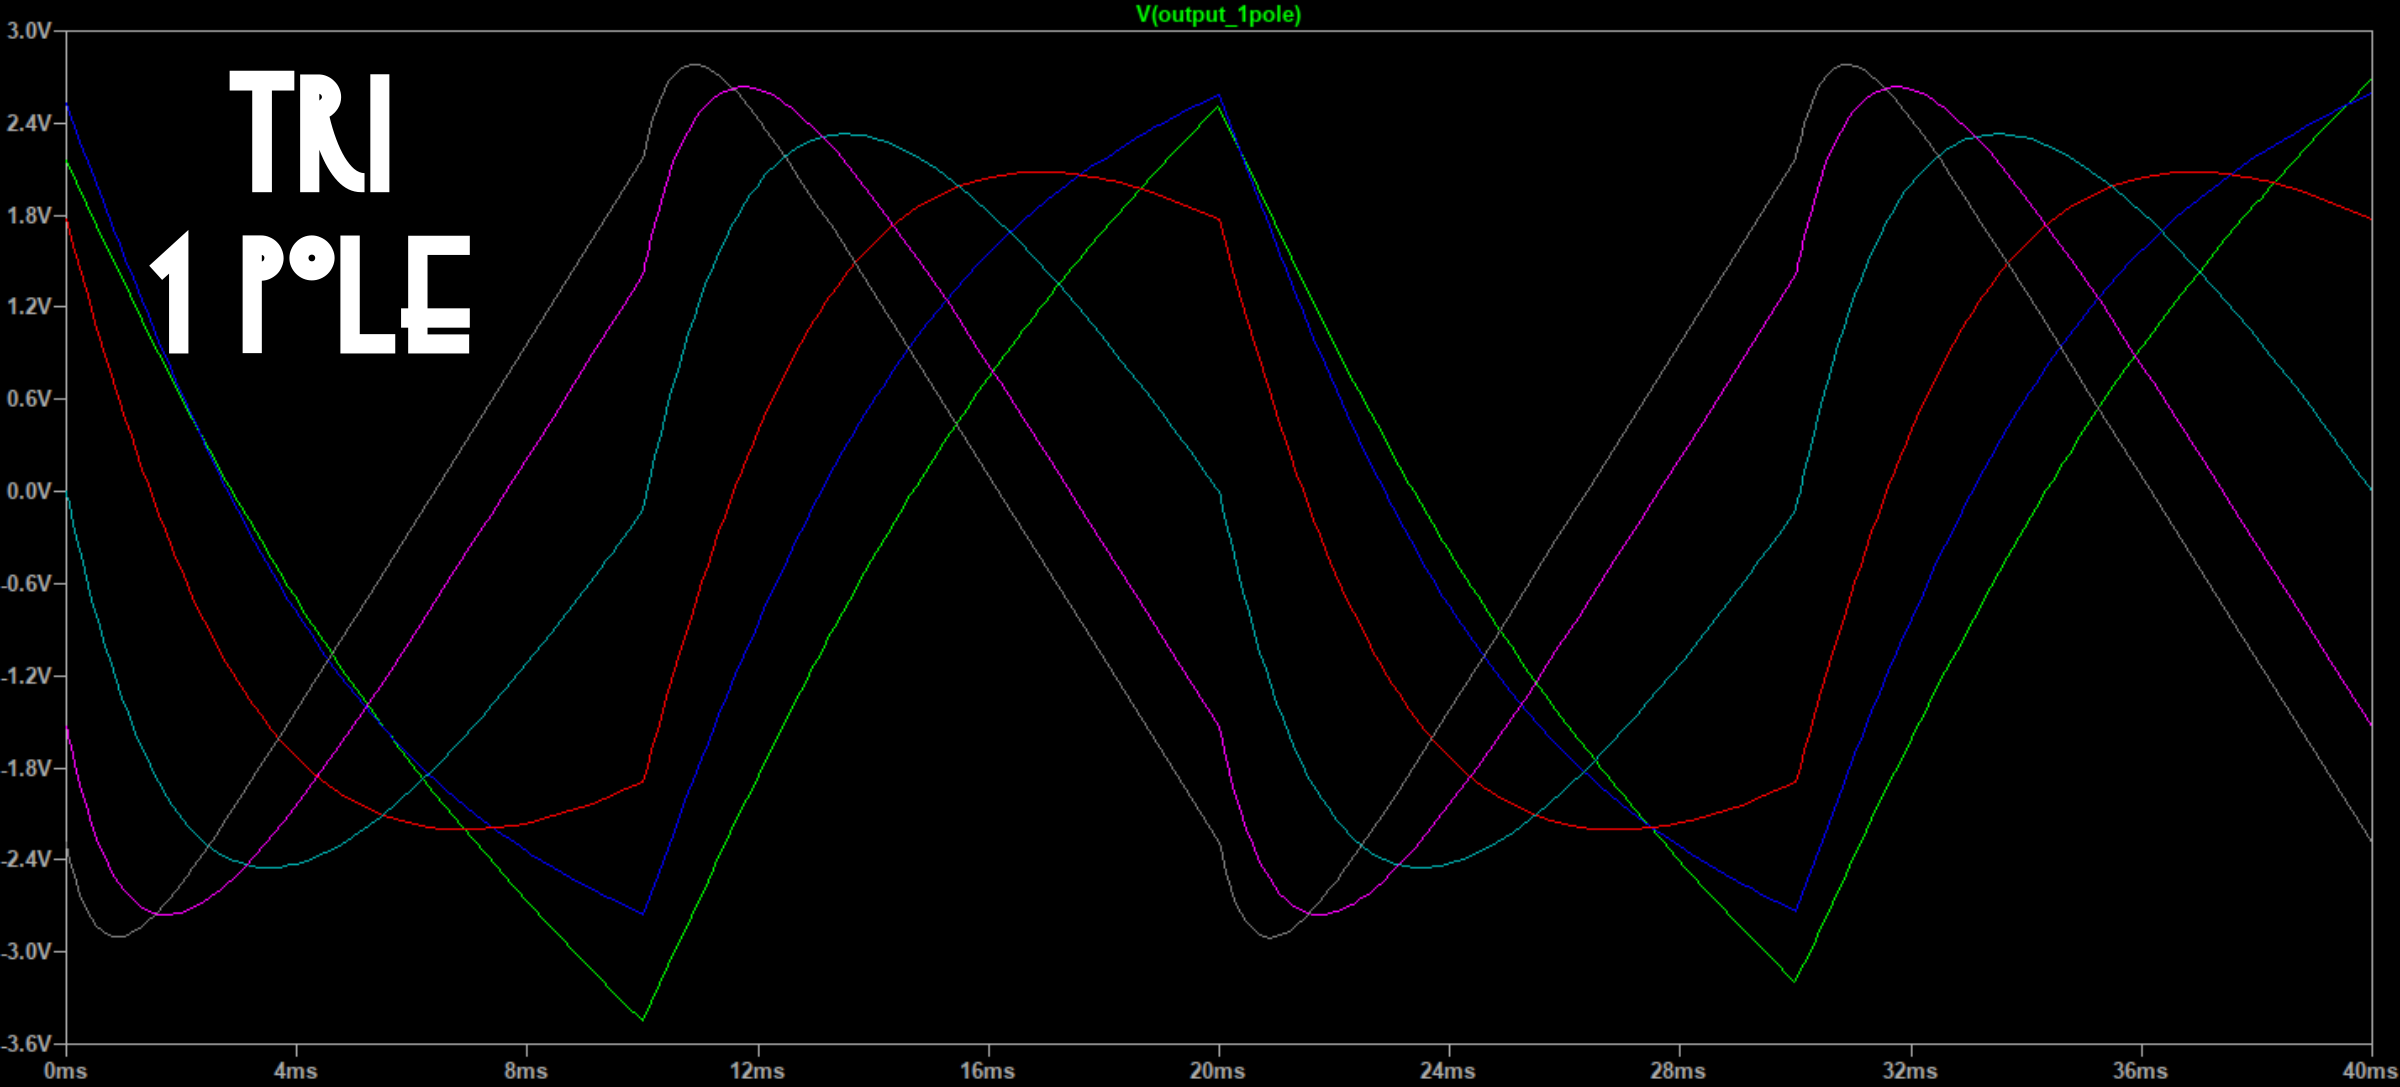 V(output_1pole)
TRI
1 POLE
3.0V
2.4V
1.8V
1.2V
0.6V
0.0V
-0.6V
-1.2V
-1.8V
-2.4V
-3.0V
-3.6V
0ms 4ms 8ms 12ms 16ms 20ms 24ms 28ms 32ms 36ms 40ms